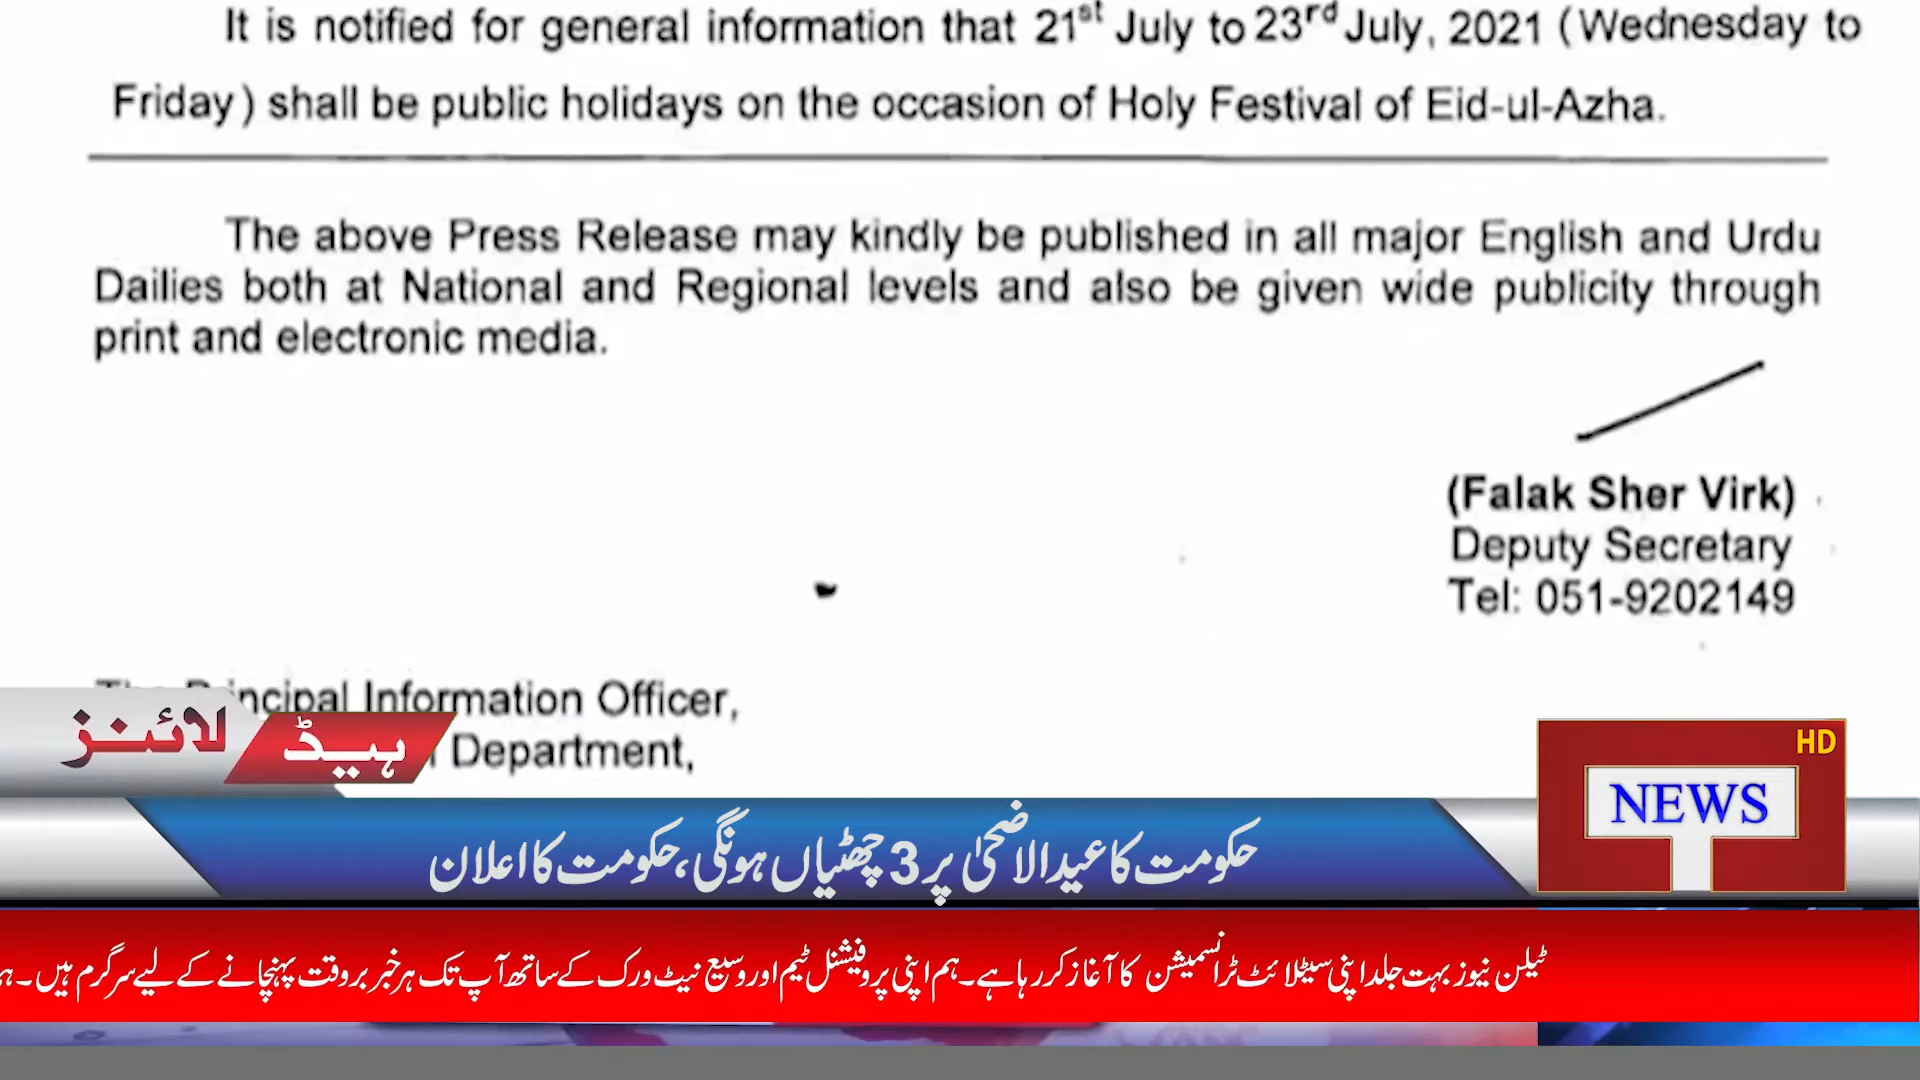 It is notified for general information that 21st July to 23rd July, 2021 (Wednesday to
Friday) shall be public holidays on the occasion of Holy Festival of Eid-ul-Azha.
The above Press Release may kindly be published in all major English and Urdu
Dailies both at National and Regional levels and also be given wide publicity through
print and electronic media.
(Falak Sher Virk)
Deputy Secretary
Tel: 051-9202149
The Principal Information Officer,
Department,
ہیڈ لائنز
HD
NEWS
حکومت کا عیدالاضحیٰ پر 3 چھٹیاں ہونگی، حکومت کا اعلان
ٹیلن نیوز بہت جلد اپنی سیٹلائٹ ٹرانسمیشن کا آغاز کر رہا ہے۔ ہم اپنی پروفیشنل ٹیم اور وسیع نیٹ ورک کے ساتھ آپ تک ہر خبر بروقت پہنچانے کے لیے سرگرم ہیں۔